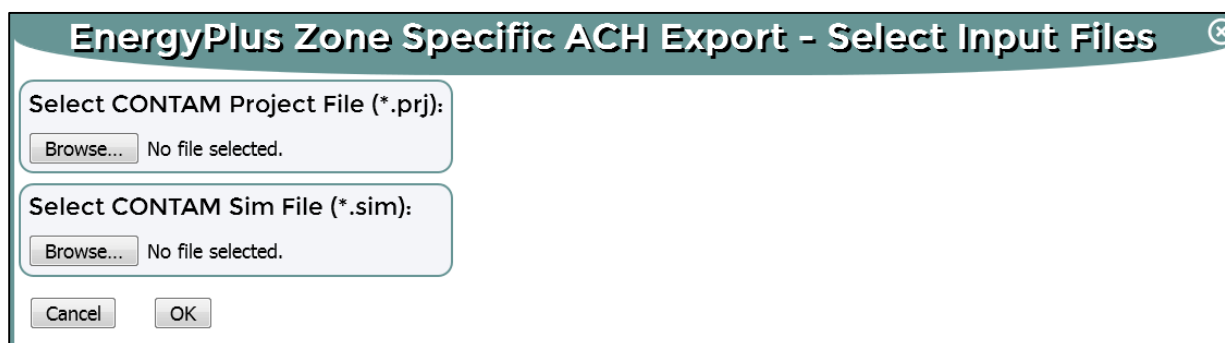 EnergyPlus Zone Specific ACH Export - Select Input Files
Select CONTAM Project File (*.prj):
Browse... No file selected.
Select CONTAM Sim File (*.sim):
Browse... No file selected.
Cancel OK